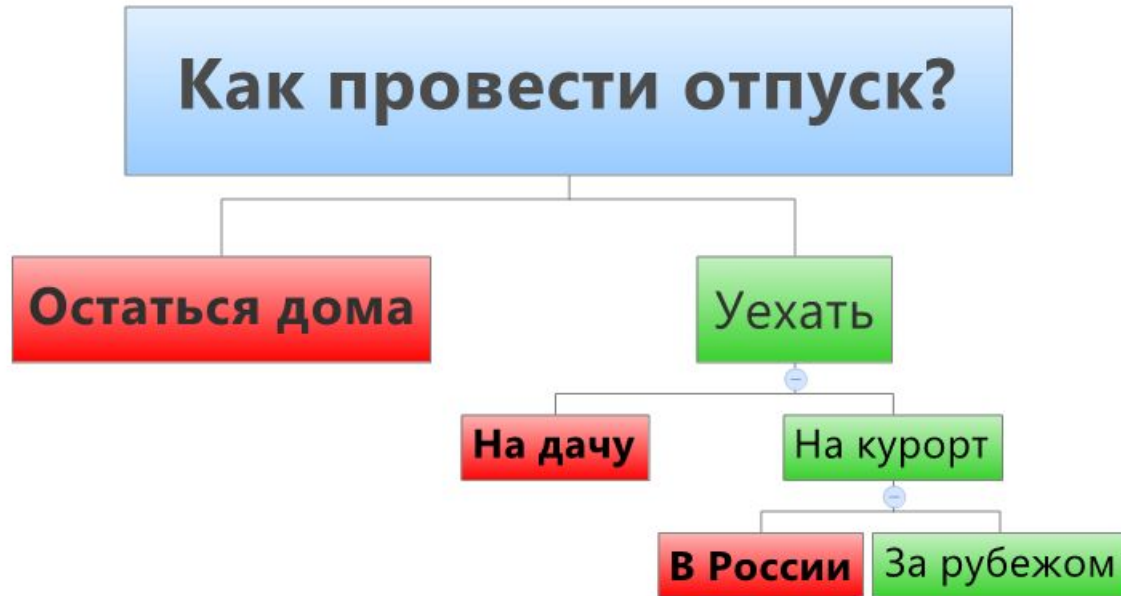 Как провести отпуск?
Остаться дома
Уехать
На дачу
На курорт
В России
За рубежом